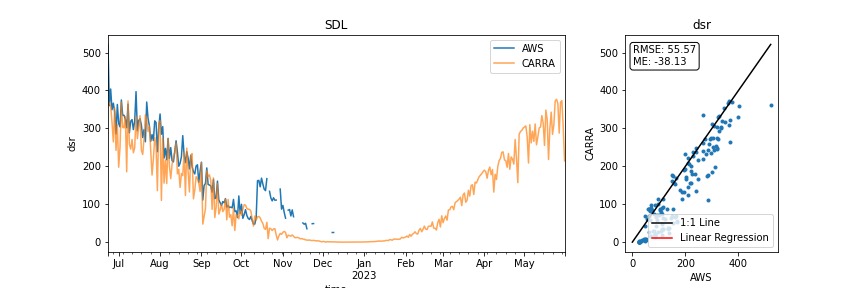 SDL
dsr
500
400
300
200
100
0
dsr
AWS
CARRA
Jul Aug Sep Oct Nov Dec Jan Feb Mar Apr May
2023
time
dsr
RMSE: 55.57
ME: -38.13
500
400
300
200
100
0
CARRA
1:1 Line
Linear Regression
0 200 400
AWS